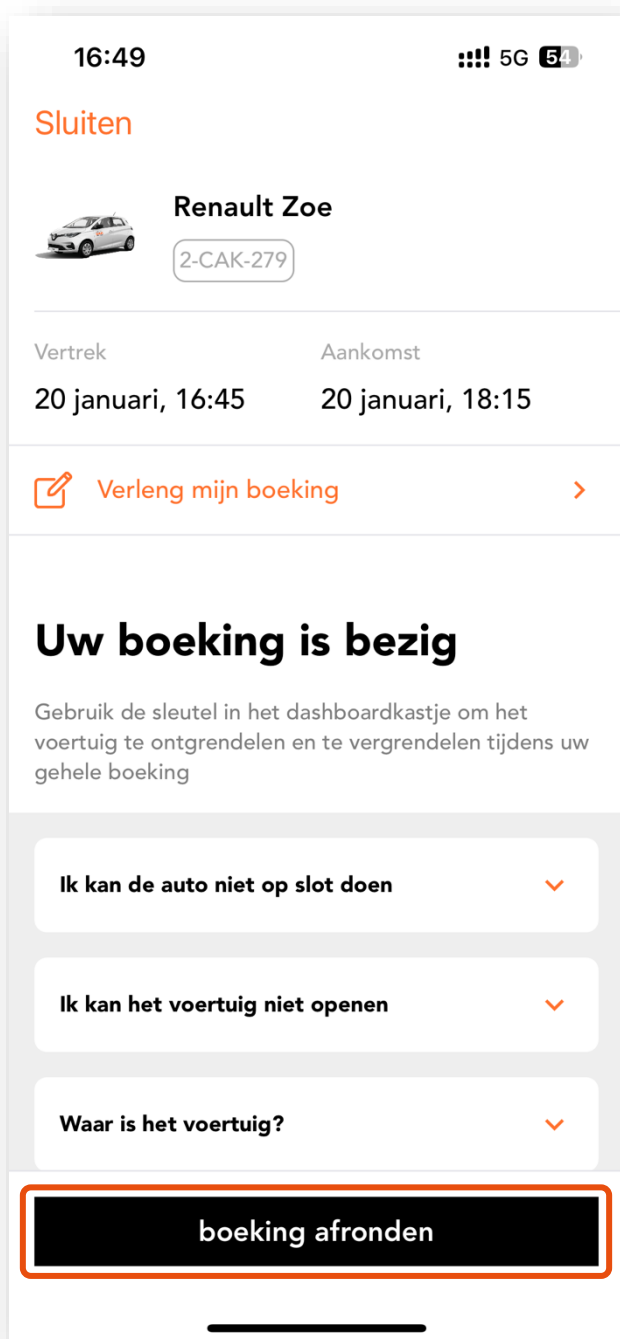 16:49 5G 54
Sluiten
Renault Zoe
2-CAK-279
Vertrek Aankomst
20 januari, 16:45 20 januari, 18:15
Verleng mijn boeking
Uw boeking is bezig
Gebruik de sleutel in het dashboardkastje om het
voertuig te ontgrendelen en te vergrendelen tijdens uw
gehele boeking
Ik kan de auto niet op slot doen
Ik kan het voertuig niet openen
Waar is het voertuig?
boeking afronden